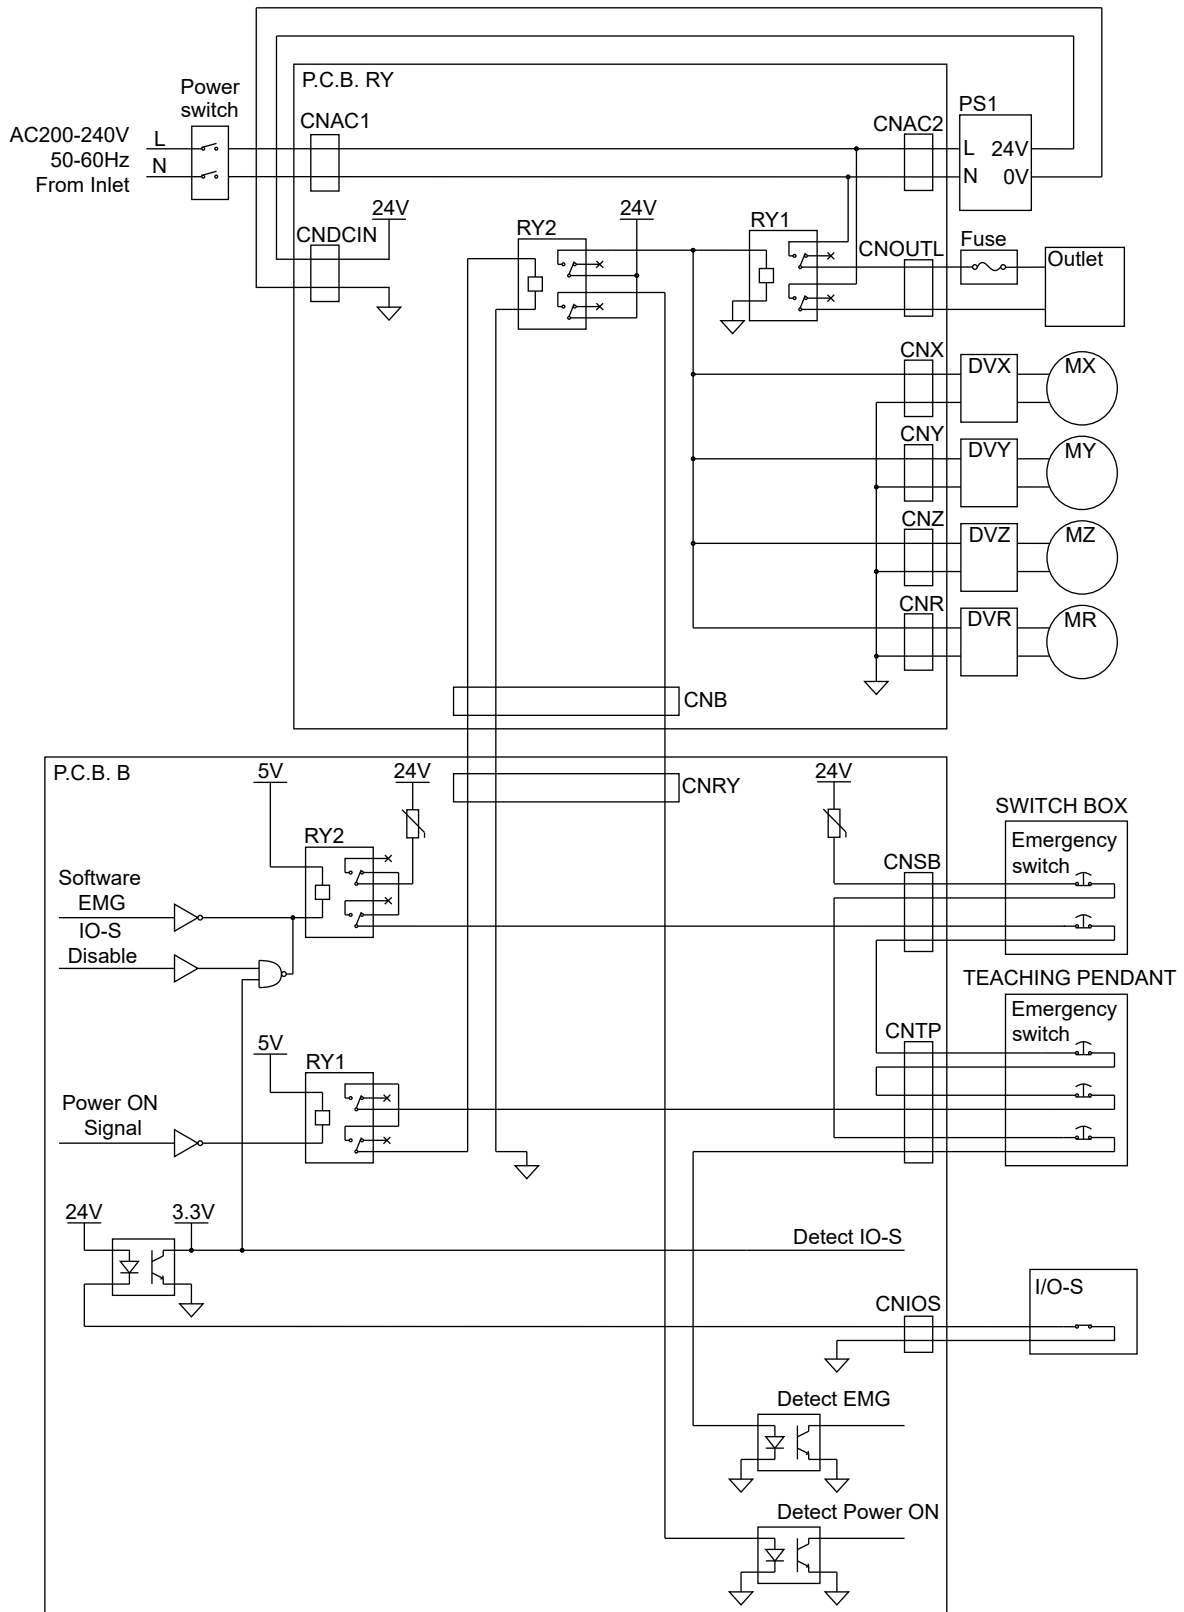 P.C.B. RY
Power
switch
AC200-240V
50-60Hz
From Inlet
L
N
CNAC1
CNAC2
PS1
L 24V
N 0V
24V
CNDCIN
RY2
24V
RY1
CNOUTL
Fuse
Outlet
CNX
DVX
MX
CNY
DVY
MY
CNZ
DVZ
MZ
CNR
DVR
MR
CNB
P.C.B. B
5V
24V
CNRY
24V
SWITCH BOX
Emergency
switch
RY2
CNSB
Software
EMG
IO-S
Disable
TEACHING PENDANT
Emergency
switch
CNTP
5V
RY1
Power ON
Signal
24V
3.3V
Detect IO-S
I/O-S
CNIOS
Detect EMG
Detect Power ON